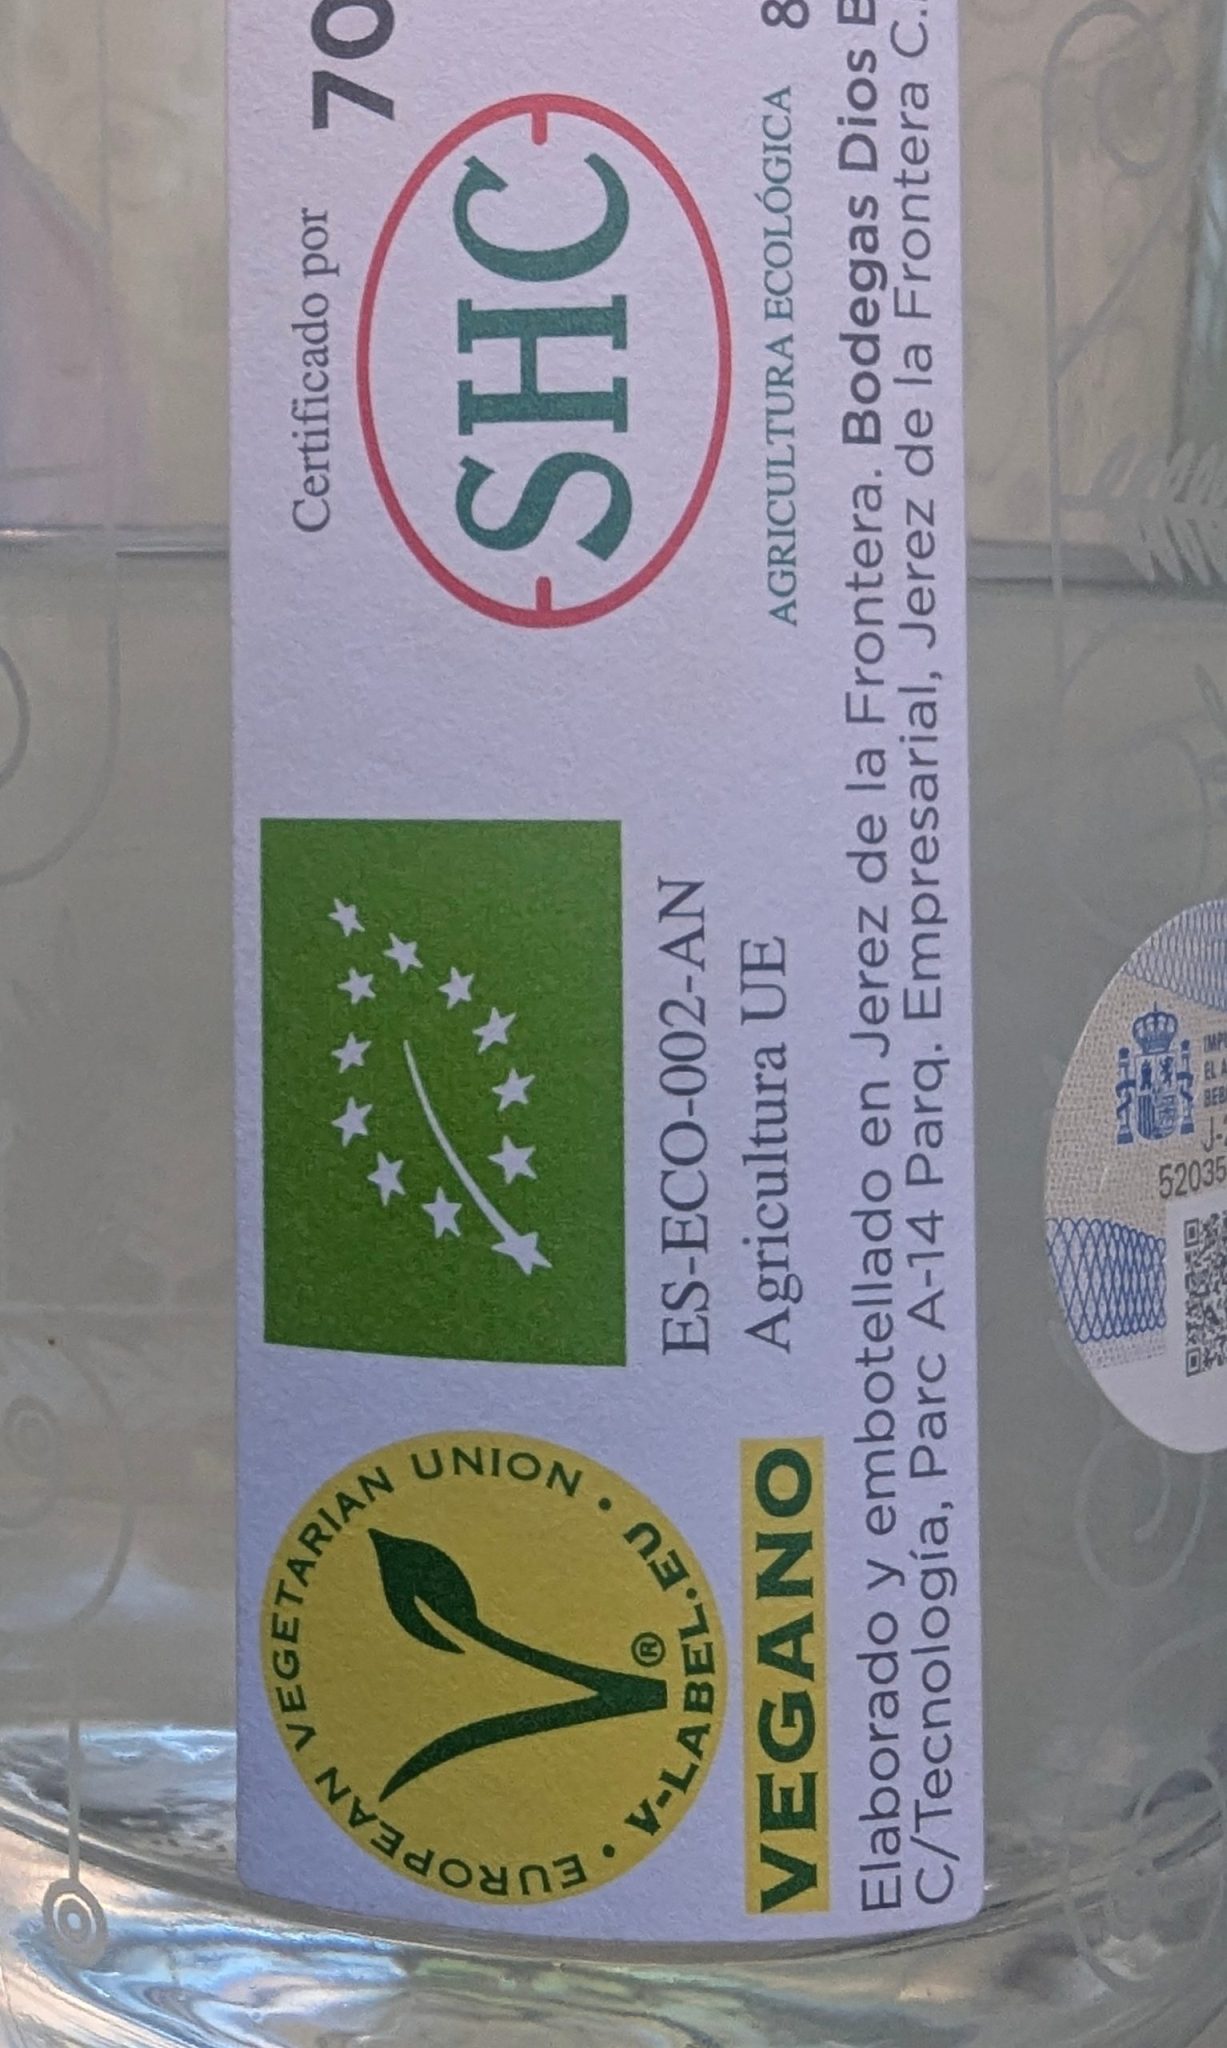 EUROPEAN VEGETARIAN UNION
V-LABEL.EU
®
VEGANO
ES-ECO-002-AN
Agricultura UE
Certificado por
SHC
AGRICULTURA ECOLÓGICA
70
8
Elaborado y embotellado en Jerez de la Frontera. Bodegas Dios B
C/Tecnología, Parc A-14 Parq. Empresarial, Jerez de la Frontera C.
52035